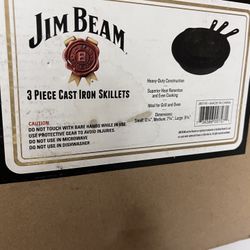 JIM BEAM
B
3 PIECE CAST IRON SKILLETS
Heavy-Duty Construction
Superior Heat Retention
and Even Cooking
Ideal for Grill and Oven
Dimensions:
CAUTION:
DO NOT TOUCH WITH BARE HANDS WHILE IN USE
USE PROTECTIVE GEAR TO AVOID INJURIES
DO NOT USE IN MICROWAVE
DO NOT USE IN DISHWASHER